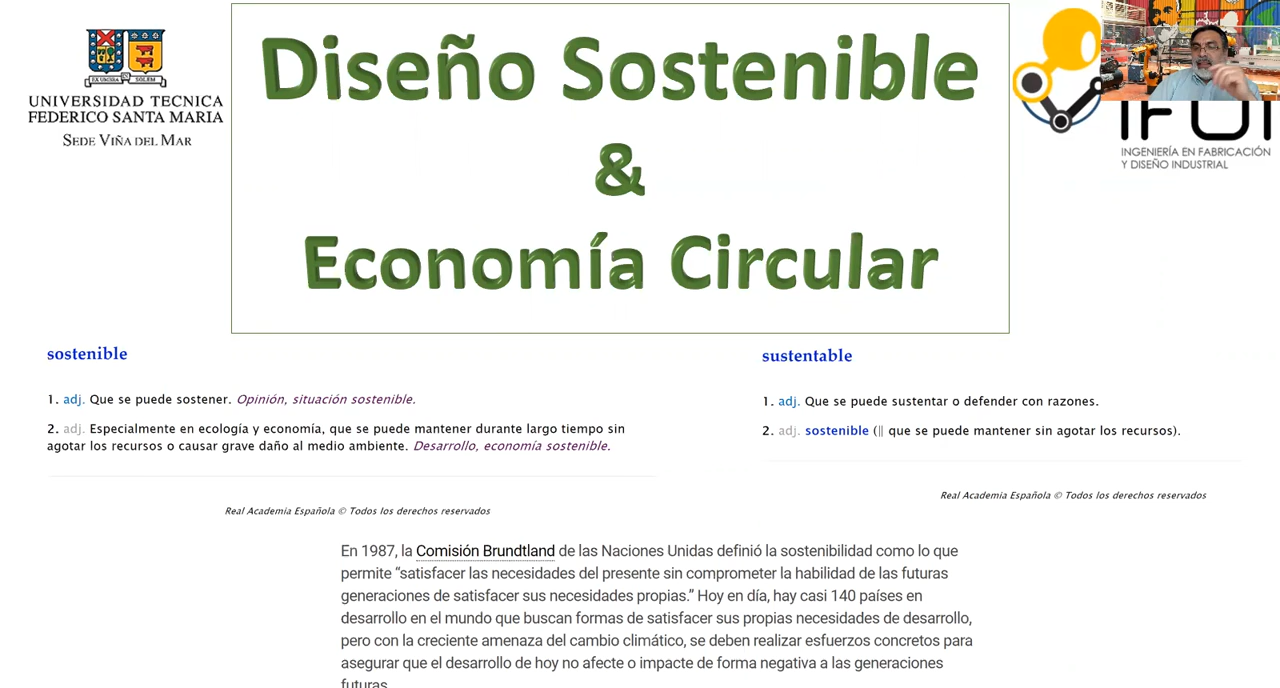 EX UMBRA IN SOLEM
UNIVERSIDAD TECNICA
FEDERICO SANTA MARIA
SEDE VIÑA DEL MAR
Diseño Sostenible
&
Economía Circular
INGENIERÍA EN FABRICACIÓN
Y DISEÑO INDUSTRIAL
sostenible
1. adj. Que se puede sostener. Opinión, situación sostenible.
2. adj. Especialmente en ecología y economía, que se puede mantener durante largo tiempo sin
agotar los recursos o causar grave daño al medio ambiente. Desarrollo, economía sostenible.
Real Academia Española © Todos los derechos reservados
sustentable
1. adj. Que se puede sustentar o defender con razones.
2. adj. sostenible (‖ que se puede mantener sin agotar los recursos).
Real Academia Española © Todos los derechos reservados
En 1987, la Comisión Brundtland de las Naciones Unidas definió la sostenibilidad como lo que
permite “satisfacer las necesidades del presente sin comprometer la habilidad de las futuras
generaciones de satisfacer sus necesidades propias.” Hoy en día, hay casi 140 países en
desarrollo en el mundo que buscan formas de satisfacer sus propias necesidades de desarrollo,
pero con la creciente amenaza del cambio climático, se deben realizar esfuerzos concretos para
asegurar que el desarrollo de hoy no afecte o impacte de forma negativa a las generaciones
futuras